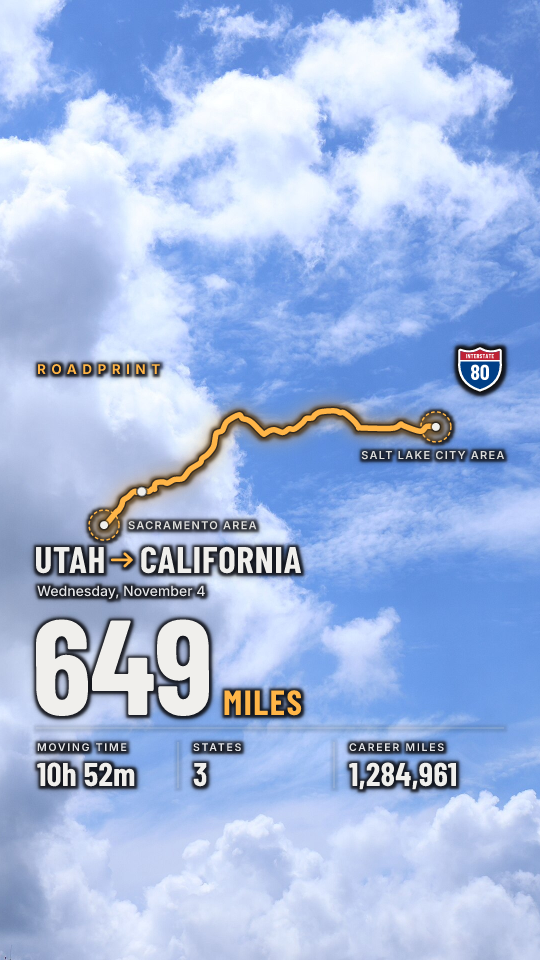 ROADPRINT
INTERSTATE
80
SALT LAKE CITY AREA
SACRAMENTO AREA
UTAH → CALIFORNIA
Wednesday, November 4
649 MILES
MOVING TIME STATES CAREER MILES
10h 52m 3 1,284,961